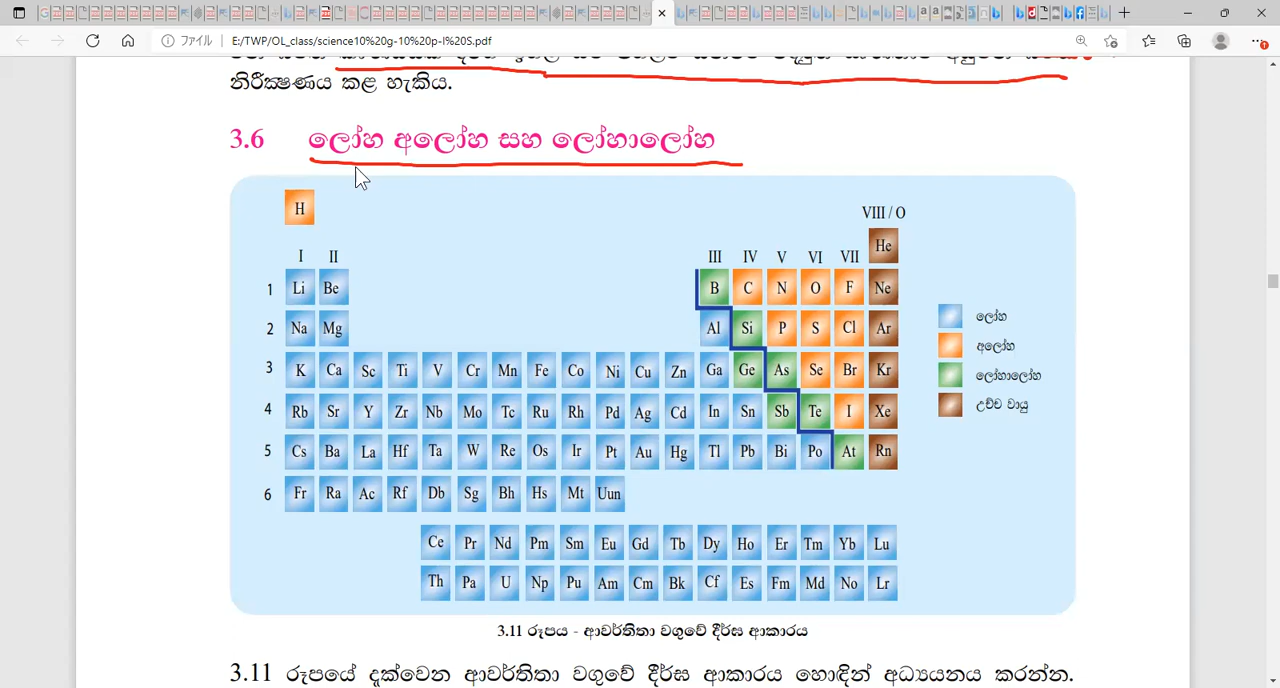 ファイル E:/TWP/OL_class/science10%20g-10%20p-I%20S.pdf
නිරීක්ෂණය කළ හැකිය.
3.6 ලෝහ අලෝහ සහ ලෝහාලෝහ
H VIII / O
He
I II III IV V VI VII
1 Li Be B C N O F Ne
2 Na Mg Al Si P S Cl Ar
3 K Ca Sc Ti V Cr Mn Fe Co Ni Cu Zn Ga Ge As Se Br Kr
4 Rb Sr Y Zr Nb Mo Tc Ru Rh Pd Ag Cd In Sn Sb Te I Xe
5 Cs Ba La Hf Ta W Re Os Ir Pt Au Hg Tl Pb Bi Po At Rn
6 Fr Ra Ac Rf Db Sg Bh Hs Mt Uun
Ce Pr Nd Pm Sm Eu Gd Tb Dy Ho Er Tm Yb Lu
Th Pa U Np Pu Am Cm Bk Cf Es Fm Md No Lr
ලෝහ
අලෝහ
ලෝහාලෝහ
උච්ච වායු
3.11 රූපය - ආවර්තිතා වගුවේ දීර්ඝ ආකාරය
3.11 රූපයේ දැක්වෙන ආවර්තිතා වගුවේ දීර්ඝ ආකාරය හොඳින් අධ්‍යයනය කරන්න.